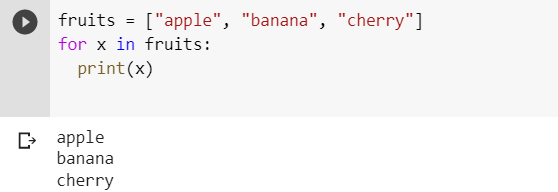 fruits = ["apple", "banana", "cherry"]
for x in fruits:
  print(x)
apple
banana
cherry